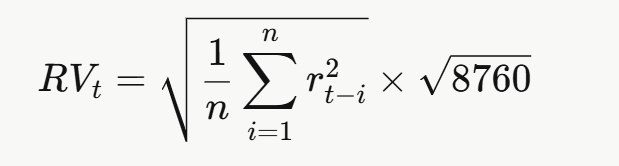 $RV_t = \sqrt{\frac{1}{n} \sum_{i=1}^{n} r_{t-i}^2} \times \sqrt{8760}$